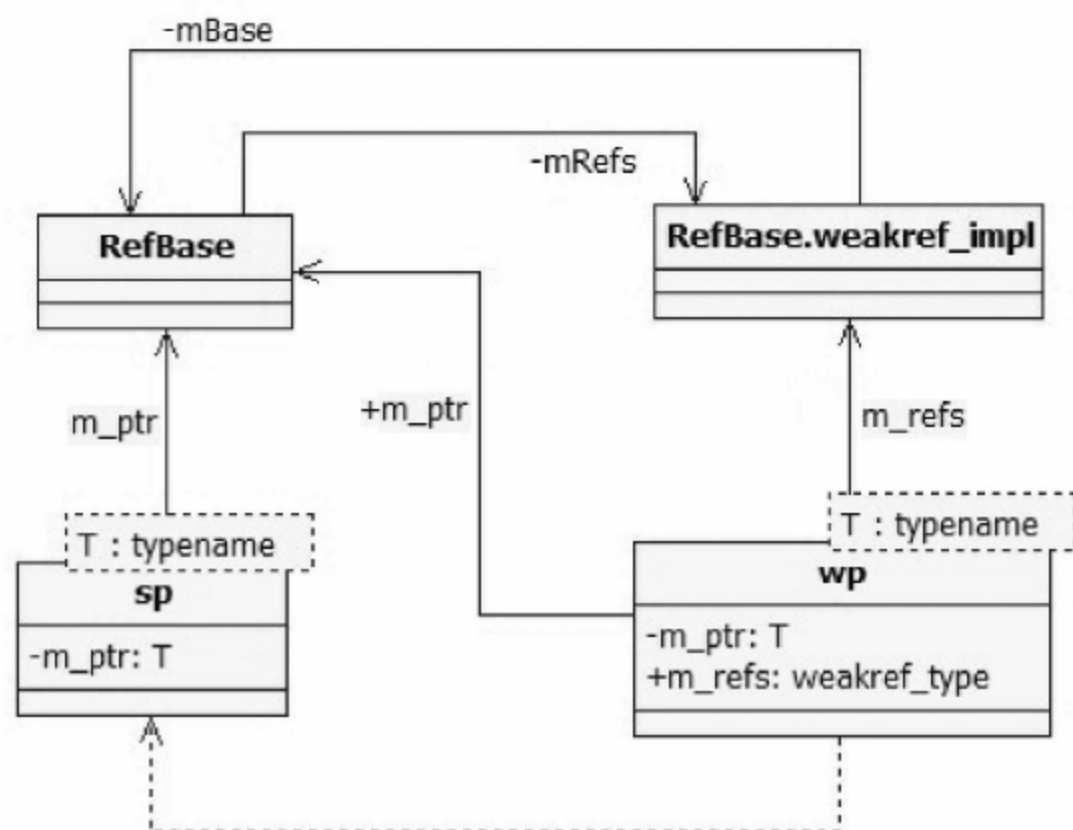 -mBase
-mRefs
RefBase
RefBase.weakref_impl
m_ptr
+m_ptr
m_refs
T : typename
sp
-m_ptr: T
T : typename
wp
-m_ptr: T
+m_refs: weakref_type